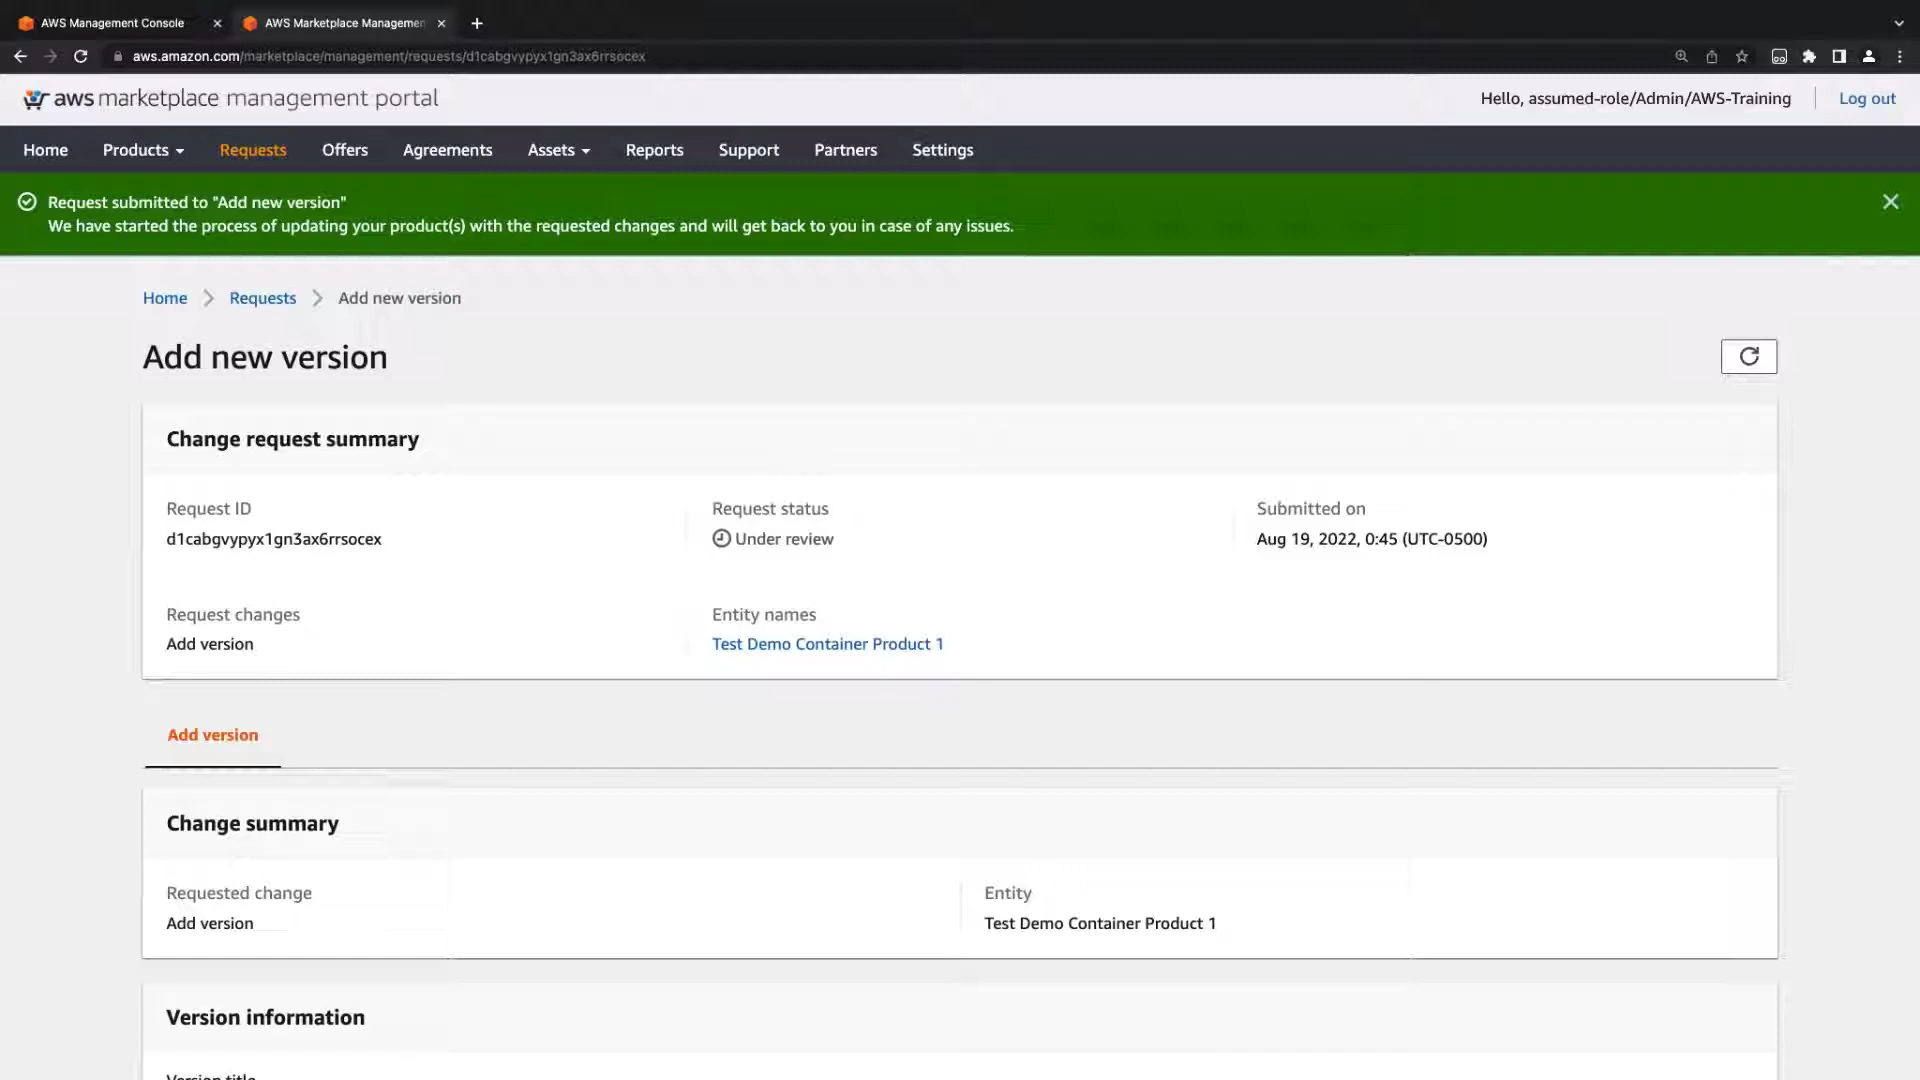 AWS Management Console
AWS Marketplace Managemen
aws.amazon.com/marketplace/management/requests/d1cabgvypyx1gn3ax6rrsocex
aws marketplace management portal
Hello, assumed-role/Admin/AWS-Training
Log out
Home
Products
Requests
Offers
Agreements
Assets
Reports
Support
Partners
Settings
Request submitted to "Add new version"
We have started the process of updating your product(s) with the requested changes and will get back to you in case of any issues.
Home
Requests
Add new version
Add new version
Change request summary
Request ID
d1cabgvypyx1gn3ax6rrsocex
Request status
Under review
Submitted on
Aug 19, 2022, 0:45 (UTC-0500)
Request changes
Add version
Entity names
Test Demo Container Product 1
Add version
Change summary
Requested change
Add version
Entity
Test Demo Container Product 1
Version information
Version title